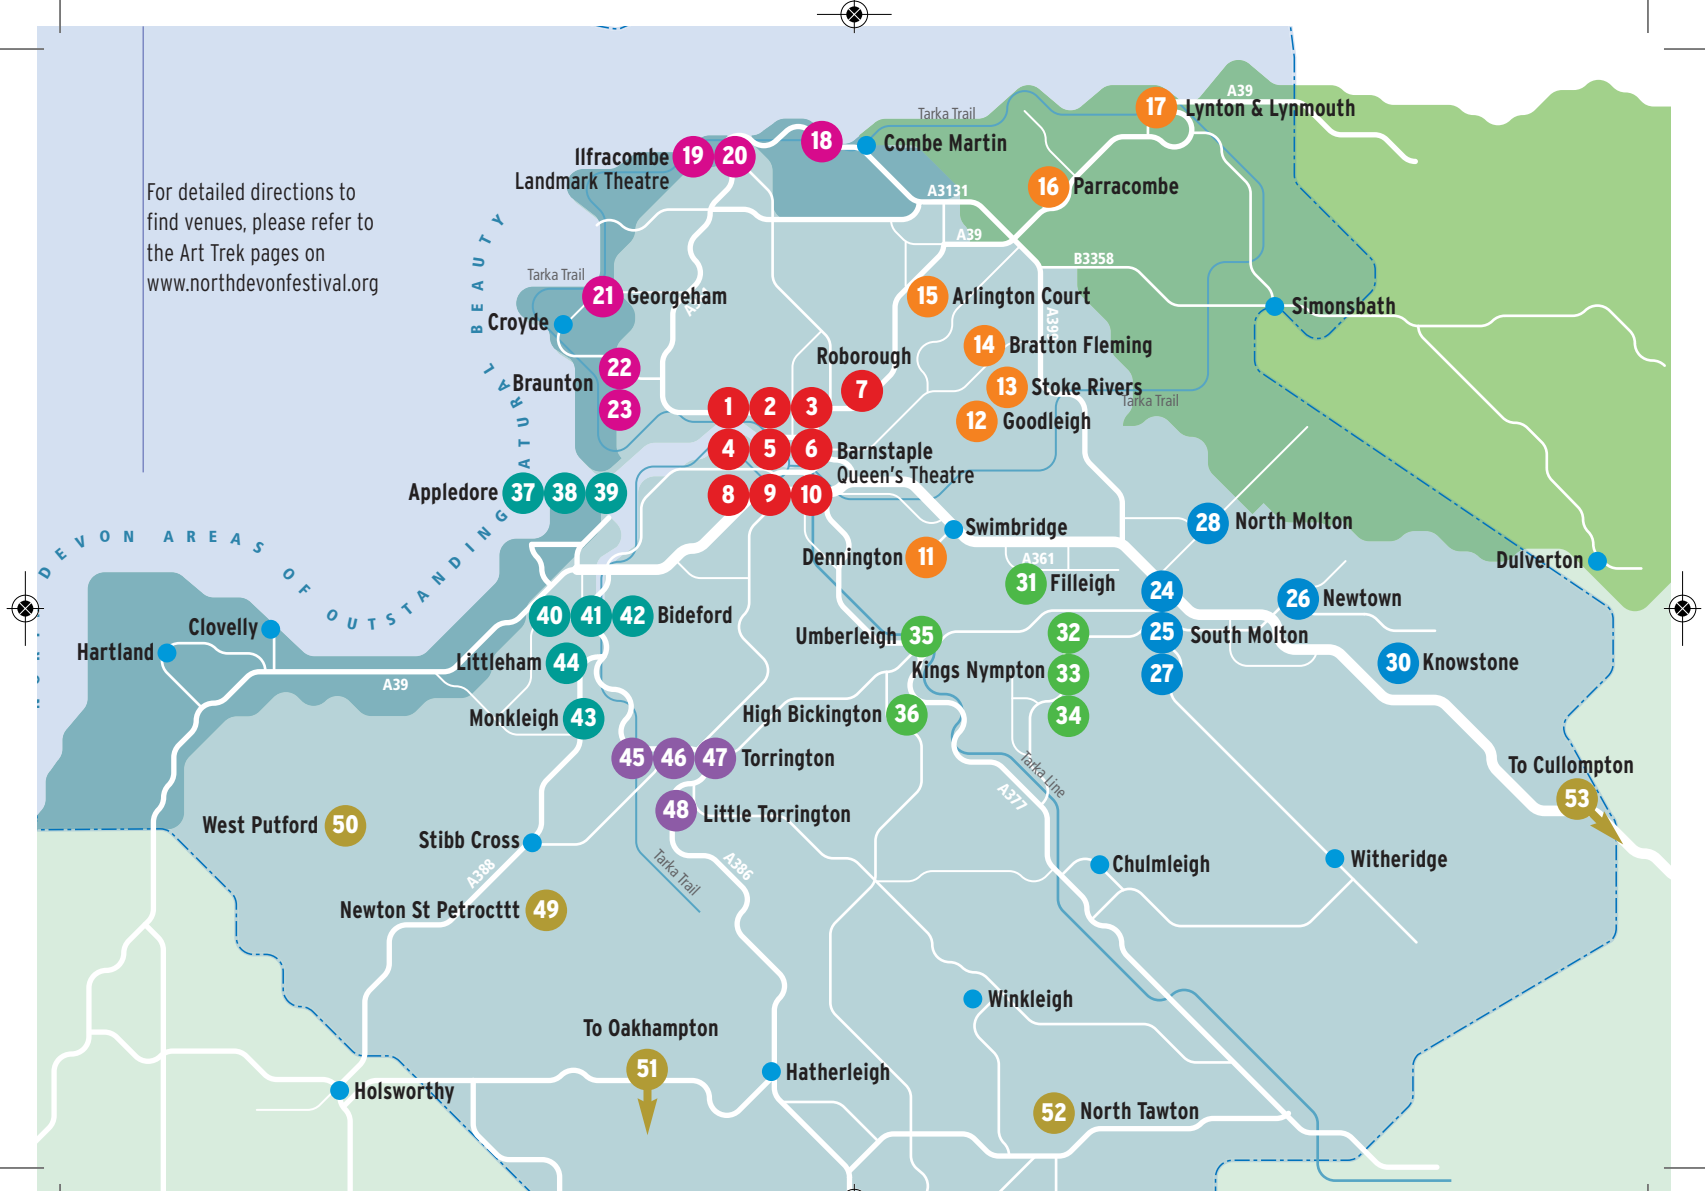 For detailed directions to
find venues, please refer to
the Art Trek pages on
www.northdevonfestival.org
DEVON AREAS OF OUTSTANDING NATURAL BEAUTY
Tarka Trail
A39
17 Lynton & Lynmouth
18
Combe Martin
Ilfracombe 19 20
Landmark Theatre
A3131
16 Parracombe
A39
B3358
Tarka Trail
21 Georgeham
15 Arlington Court
Simonsbath
Croyde
14 Bratton Fleming
Roborough
7
22
Braunton
23
13 Stoke Rivers
Tarka Trail
12 Goodleigh
1 2 3
4 5 6
Barnstaple
Queen's Theatre
8 9 10
Appledore 37 38 39
Swimbridge
28 North Molton
Dennington 11
A361
Dulverton
31 Filleigh
24
26 Newtown
40 41 42 Bideford
Clovelly
Hartland
Umberleigh 35
32
25 South Molton
Littleham 44
Kings Nympton 33
27
30 Knowstone
A39
Monkleigh 43
High Bickington 36
34
45 46 47 Torrington
Tarka Line
To Cullompton
53
A377
48 Little Torrington
West Putford 50
Stibb Cross
A388
Tarka Trail
A386
Chulmleigh
Witheridge
Newton St Petrocttt 49
Winkleigh
To Oakhampton
51
Hatherleigh
Holsworthy
52 North Tawton